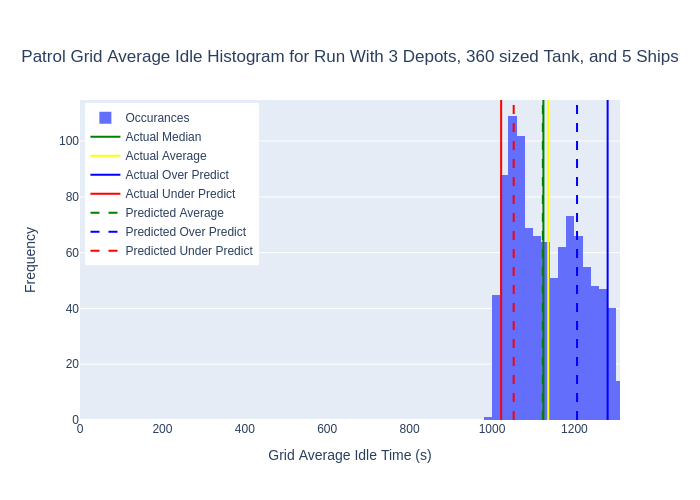 Patrol Grid Average Idle Histogram for Run With 3 Depots, 360 sized Tank, and 5 Ships
Occurances
Actual Median
Actual Average
Actual Over Predict
Actual Under Predict
Predicted Average
Predicted Over Predict
Predicted Under Predict
100
80
60
40
20
0
Frequency
0 200 400 600 800 1000 1200
Grid Average Idle Time (s)